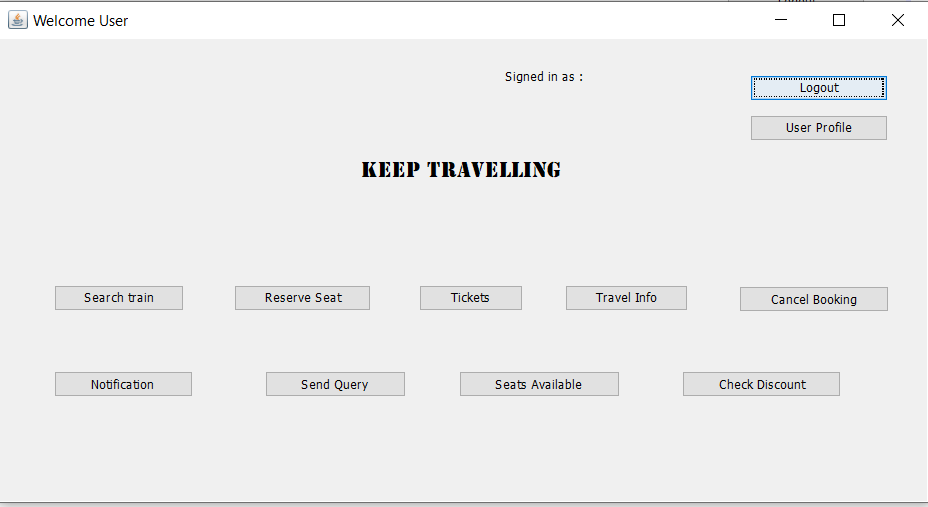 Welcome User
Signed in as :
Logout
User Profile
KEEP TRAVELLING
Search train
Reserve Seat
Tickets
Travel Info
Cancel Booking
Notification
Send Query
Seats Available
Check Discount